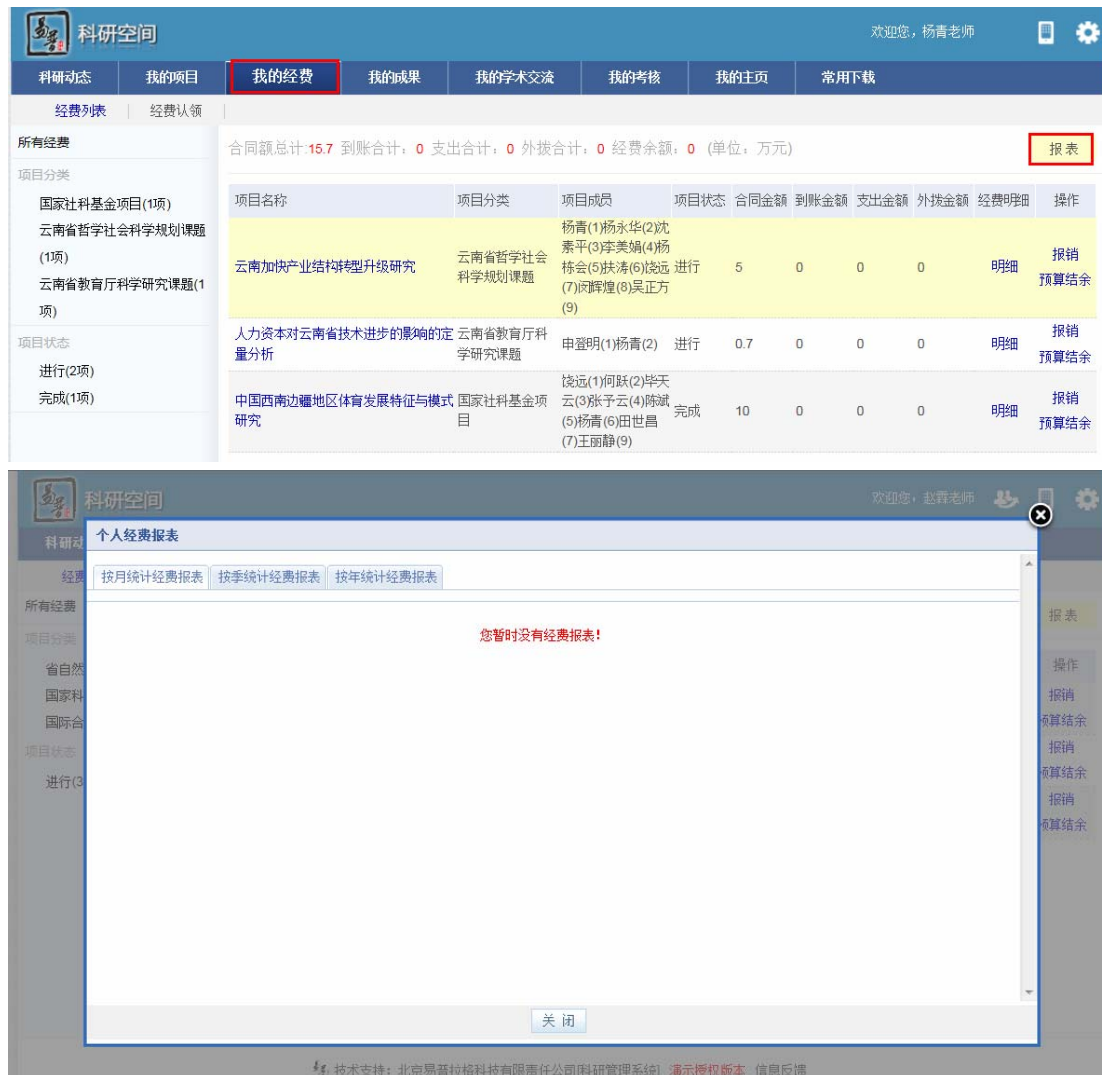 易普 科研空间 欢迎您，杨青老师
科研动态 我的项目 我的经费 我的成果 我的学术交流 我的考核 我的主页 常用下载
经费列表 经费认领
所有经费
合同额总计:15.7 到账合计：0 支出合计：0 外拨合计：0 经费余额：0 (单位：万元)
报表
项目分类
国家社科基金项目(1项)
云南省哲学社会科学规划课题
(1项)
云南省教育厅科学研究课题(1
项)
项目状态
进行(2项)
完成(1项)
项目名称 项目分类 项目成员 项目状态 合同金额 到账金额 支出金额 外拨金额 经费明细 操作
云南加快产业结构转型升级研究
云南省哲学社会
科学规划课题
杨青(1)杨永华(2)沈
素平(3)李美娟(4)杨
栋会(5)扶涛(6)饶远
(7)闵辉煌(8)吴正方
(9)
进行 5 0 0 0 明细
报销
预算结余
人力资本对云南省技术进步的影响的定
量分析
云南省教育厅科
学研究课题
申登明(1)杨青(2) 进行 0.7 0 0 0 明细
报销
预算结余
中国西南边疆地区体育发展特征与模式
研究
国家社科基金项
目
饶远(1)何跃(2)毕天
云(3)张予云(4)陈斌
(5)杨青(6)田世昌
(7)王丽静(9)
完成 10 0 0 0 明细
报销
预算结余
易普 科研空间 欢迎您，赵霖老师
科研动
个人经费报表
经费
按月统计经费报表 按季统计经费报表 按年统计经费报表
所有经费
报表
您暂时没有经费报表!
项目分类
省自然
国家科
国际合
项目状态
进行(3
操作
报销
预算结余
报销
预算结余
报销
预算结余
关闭
技术支持：北京易普拉格科技有限责任公司[科研管理系统] 演示授权版本 信息反馈